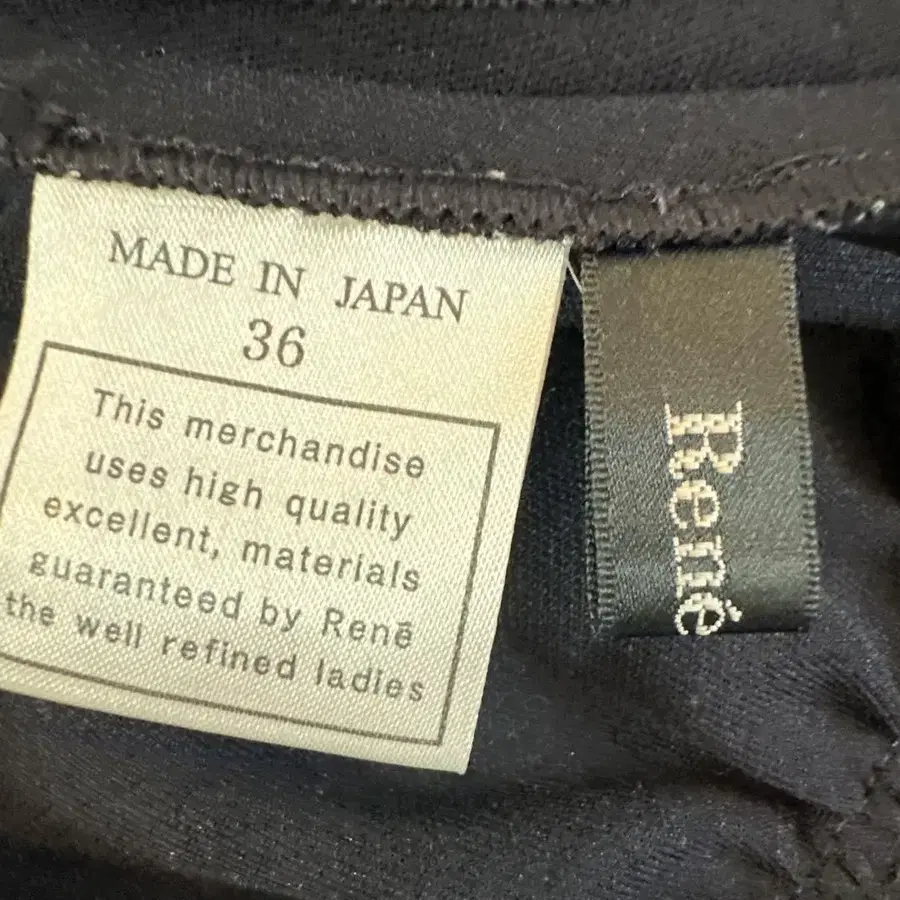 MADE IN JAPAN
36
This merchandise
uses high quality
excellent, materials
guaranteed by Renē
the well refined ladies
René